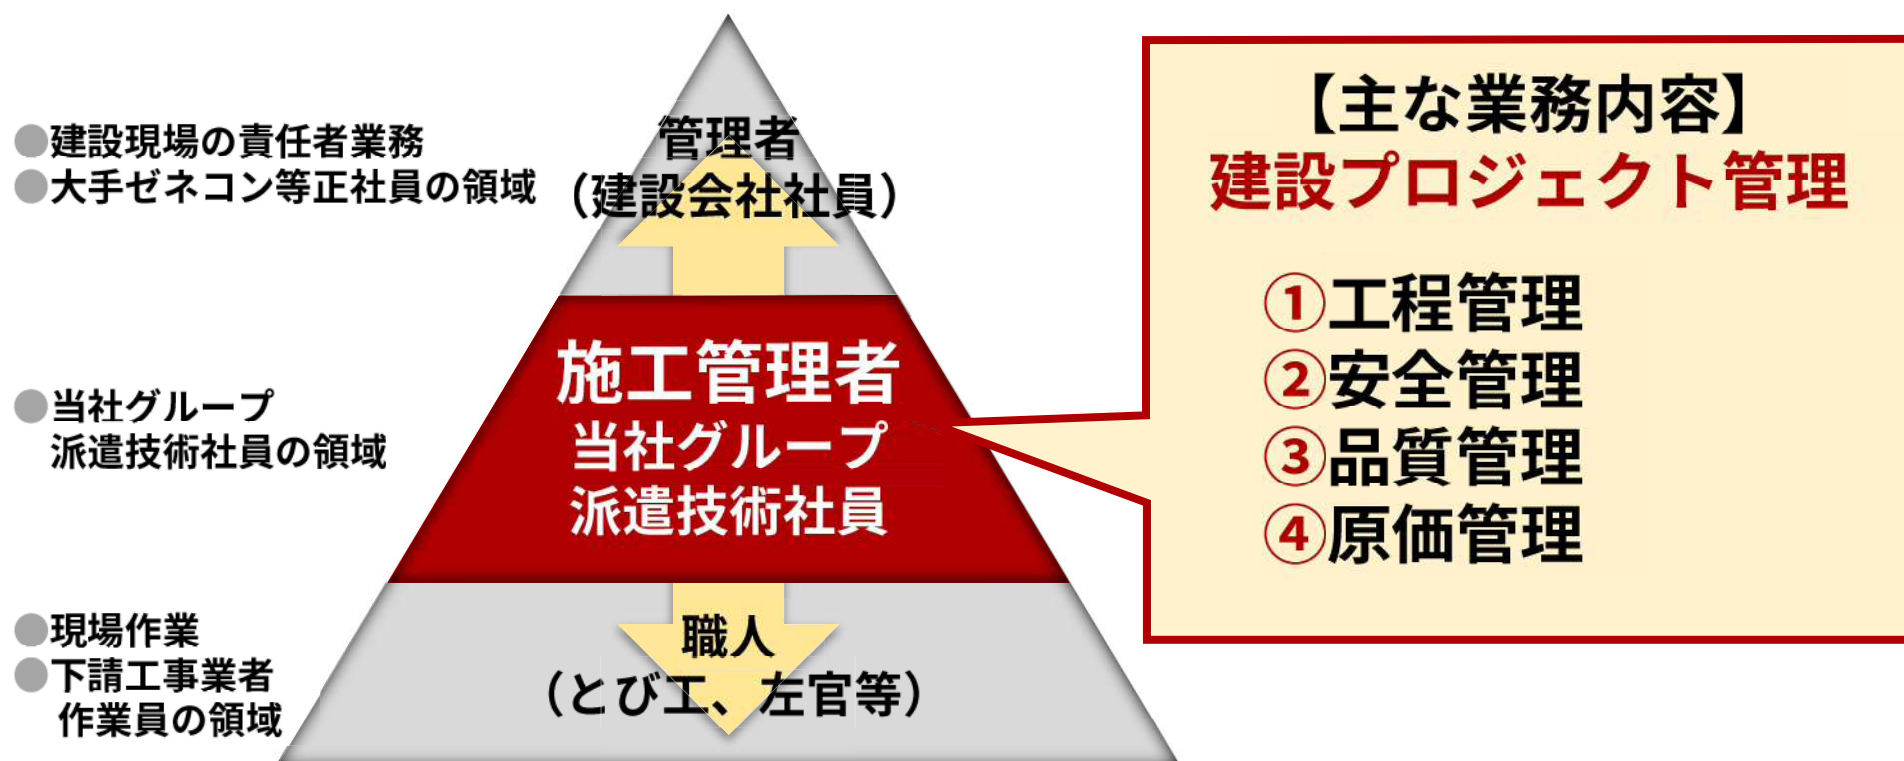 ●建設現場の責任者業務
●大手ゼネコン等正社員の領域
管理者
（建設会社社員）
●当社グループ
派遣技術社員の領域
施工管理者
当社グループ
派遣技術社員
●現場作業
●下請工事業者
作業員の領域
職人
（とび工、左官等）
【主な業務内容】
建設プロジェクト管理
①工程管理
②安全管理
③品質管理
④原価管理